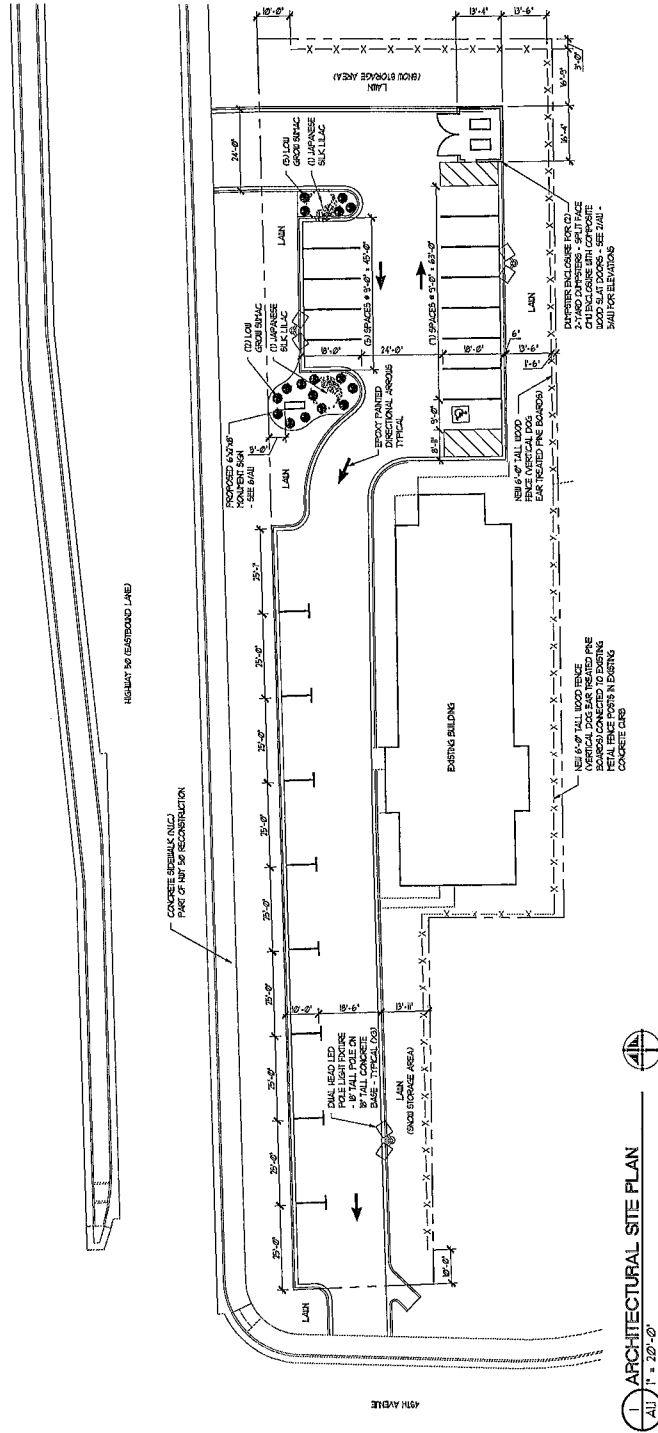 HIGHWAY 50 (EASTBOUND LANE)
CONCRETE SIDEWALK (N.I.C.)
PART OF HWY 50 RECONSTRUCTION
49TH AVENUE
LAWN
25'-0"
25'-0"
25'-0"
25'-0"
25'-0"
25'-0"
25'-0"
25'-0"
25'-7"
10'-0"
18'-6"
13'-11"
10'-0"
DUAL HEAD LED
POLE LIGHT FIXTURE
- 18' TALL POLE ON
18" TALL CONCRETE
BASE - TYPICAL (X3)
LAWN
(SNOW STORAGE AREA)
EXISTING BUILDING
NEW 6'-0" TALL WOOD FENCE
(VERTICAL DOG EAR TREATED PINE
BOARDS) CONNECTED TO EXISTING
METAL FENCE POSTS IN EXISTING
CONCRETE CURB
LAWN
PROPOSED 6'x2'x8'
MONUMENT SIGN
- SEE 6/A1.1
(12) LOW
GROW SUMAC
(1) JAPANESE
SILK LILAC
EPOXY PAINTED
DIRECTIONAL ARROWS
TYPICAL
LAWN
24'-0"
(5) LOW
GROW SUMAC
(1) JAPANESE
SILK LILAC
10'-0"
LAWN
(SNOW STORAGE AREA)
(5) SPACES @ 9'-0" = 45'-0"
18'-0"
24'-0"
18'-0"
(7) SPACES @ 9'-0" = 63'-0"
9'-0"
8'-11"
6"
13'-6"
1'-6"
LAWN
13'-4"
13'-6"
16'-4"
16'-9"
3'-0"
NEW 6'-0" TALL WOOD
FENCE (VERTICAL DOG
EAR TREATED PINE BOARDS)
DUMPSTER ENCLOSURE FOR (2)
2-YARD DUMPSTERS - SPLIT FACE
CMU ENCLOSURE WITH COMPOSITE
WOOD SLAT DOORS - SEE 2/A1.1 -
5/A1.1 FOR ELEVATIONS
1
A1.1
ARCHITECTURAL SITE PLAN
1" = 20'-0"